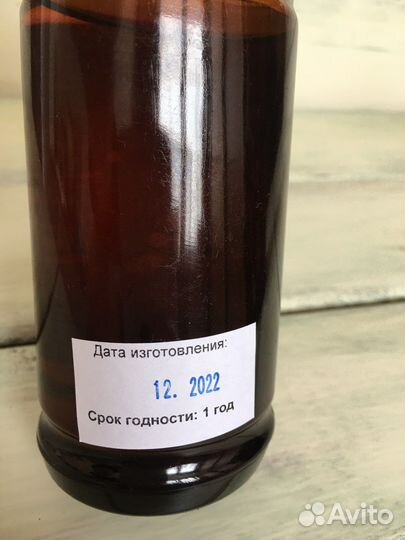 Дата изготовления:
12. 2022
Срок годности: 1 год
Avito